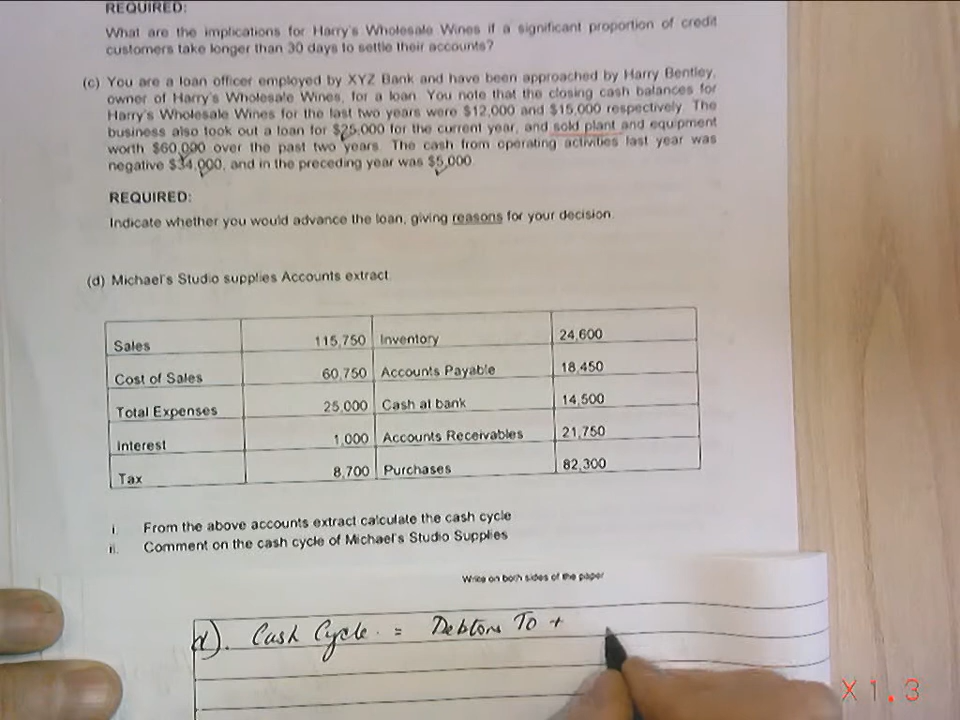 REQUIRED:
What are the implications for Harry's Wholesale Wines if a significant proportion of credit
customers take longer than 30 days to settle their accounts?
(c) You are a loan officer employed by XYZ Bank and have been approached by Harry Bentley,
owner of Harry's Wholesale Wines, for a loan. You note that the closing cash balances for
Harry's Wholesale Wines for the last two years were $12,000 and $15,000 respectively. The
business also took out a loan for $25,000 for the current year, and sold plant and equipment
worth $60,000 over the past two years. The cash from operating activities last year was
negative $34,000, and in the preceding year was $5,000.
REQUIRED:
Indicate whether you would advance the loan, giving reasons for your decision.
(d) Michael's Studio supplies Accounts extract.
Sales 115,750 Inventory 24,600
Cost of Sales 60,750 Accounts Payable 18,450
Total Expenses 25,000 Cash at bank 14,500
Interest 1,000 Accounts Receivables 21,750
Tax 8,700 Purchases 82,300
i. From the above accounts extract calculate the cash cycle
ii. Comment on the cash cycle of Michael's Studio Supplies
Write on both sides of the paper
d). Cash Cycle = Debtors TO +
X1.3